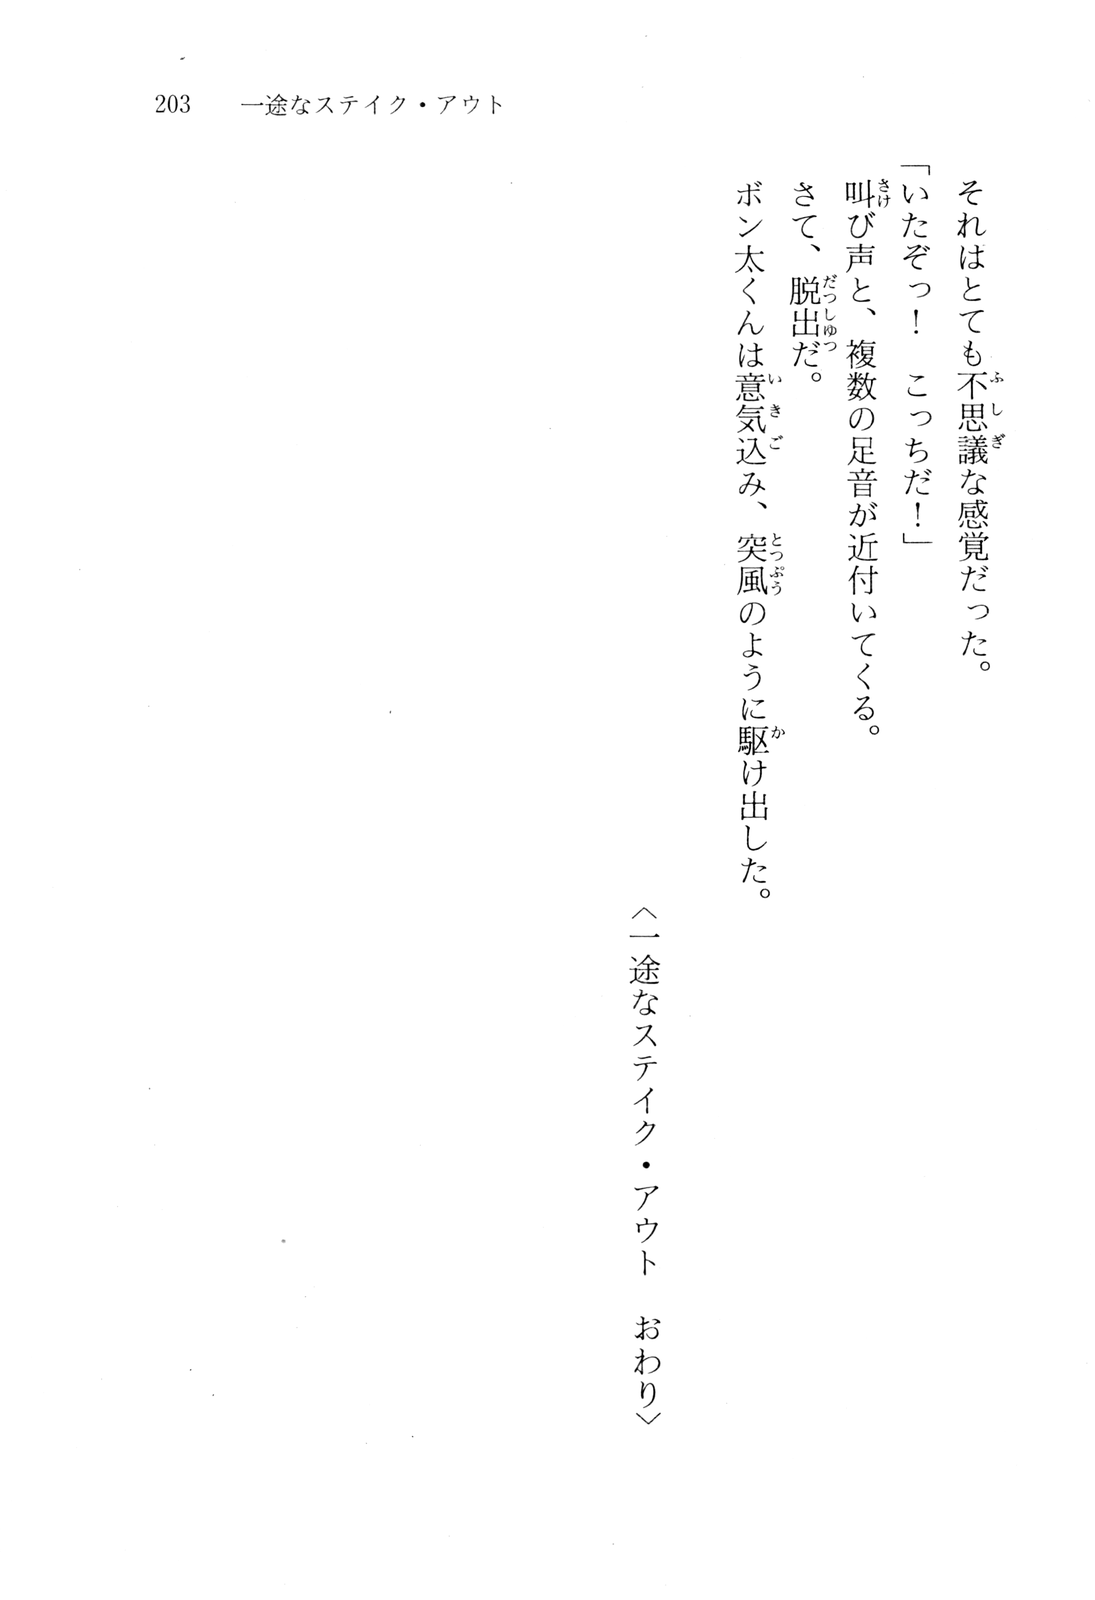 203　一途なステイク・アウト
それはとても不思議な感覚だった。
「いたぞっ！　こっちだ！」
叫び声と、複数の足音が近付いてくる。
さて、脱出だ。
ボン太くんは意気込み、突風のように駆け出した。
〈一途なステイク・アウト　おわり〉